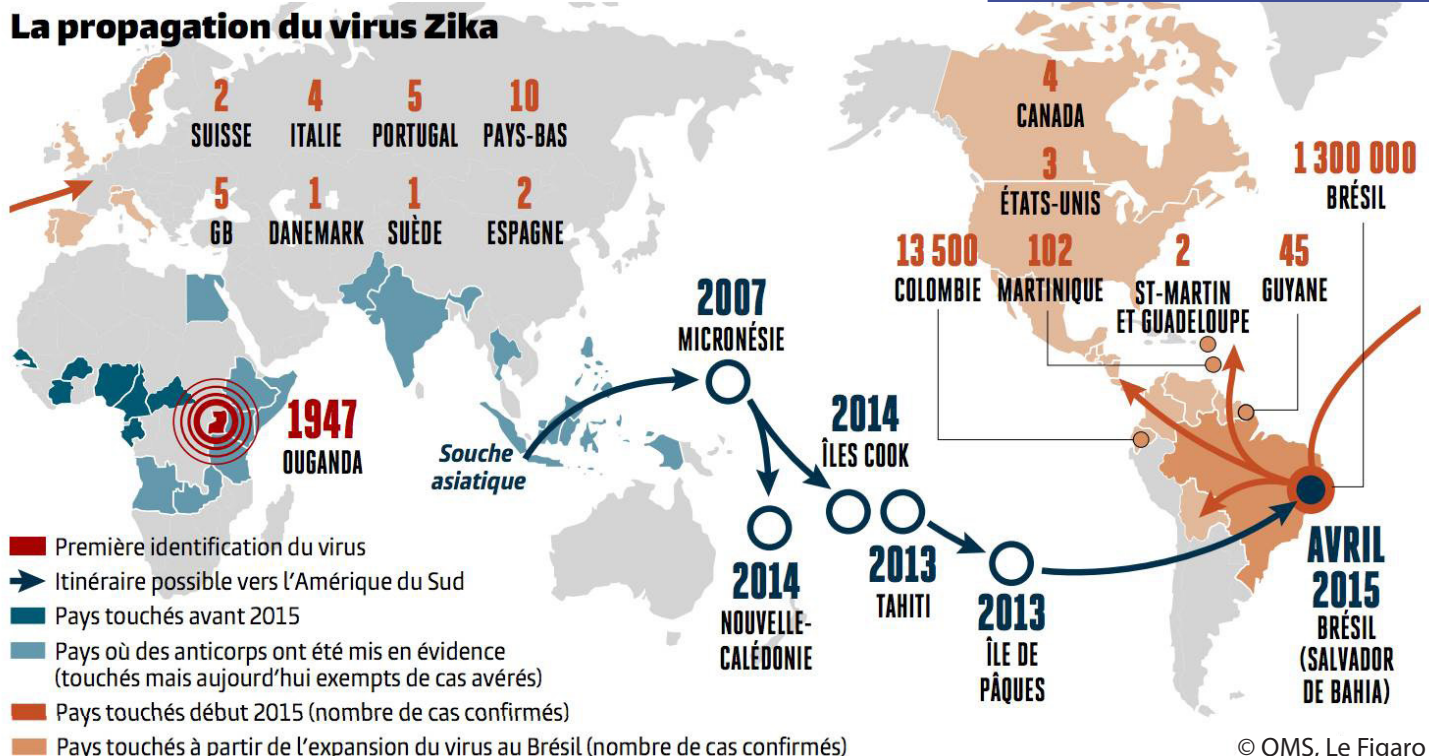 La propagation du virus Zika
2
SUISSE
4
ITALIE
5
PORTUGAL
10
PAYS-BAS
5
GB
1
DANEMARK
1
SUÈDE
2
ESPAGNE
4
CANADA
3
ÉTATS-UNIS
1 300 000
BRÉSIL
13 500
COLOMBIE
102
MARTINIQUE
2
ST-MARTIN
ET GUADELOUPE
45
GUYANE
1947
OUGANDA
Souche
asiatique
2007
MICRONÉSIE
2014
NOUVELLE-
CALÉDONIE
2014
ÎLES COOK
2013
TAHITI
2013
ÎLE DE
PÂQUES
AVRIL
2015
BRÉSIL
(SALVADOR
DE BAHIA)
Première identification du virus
Itinéraire possible vers l'Amérique du Sud
Pays touchés avant 2015
Pays où des anticorps ont été mis en évidence
(touchés mais aujourd'hui exempts de cas avérés)
Pays touchés début 2015 (nombre de cas confirmés)
Pays touchés à partir de l'expansion du virus au Brésil (nombre de cas confirmés)
© OMS, Le Figaro